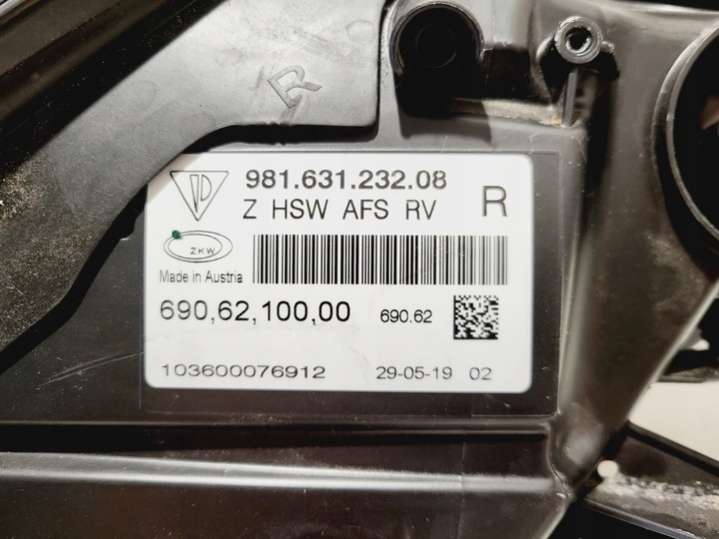 R
981.631.232.08
Z HSW AFS RV R
ZKW
Made in Austria
690,62,100,00 690.62
103600076912 29-05-19 02